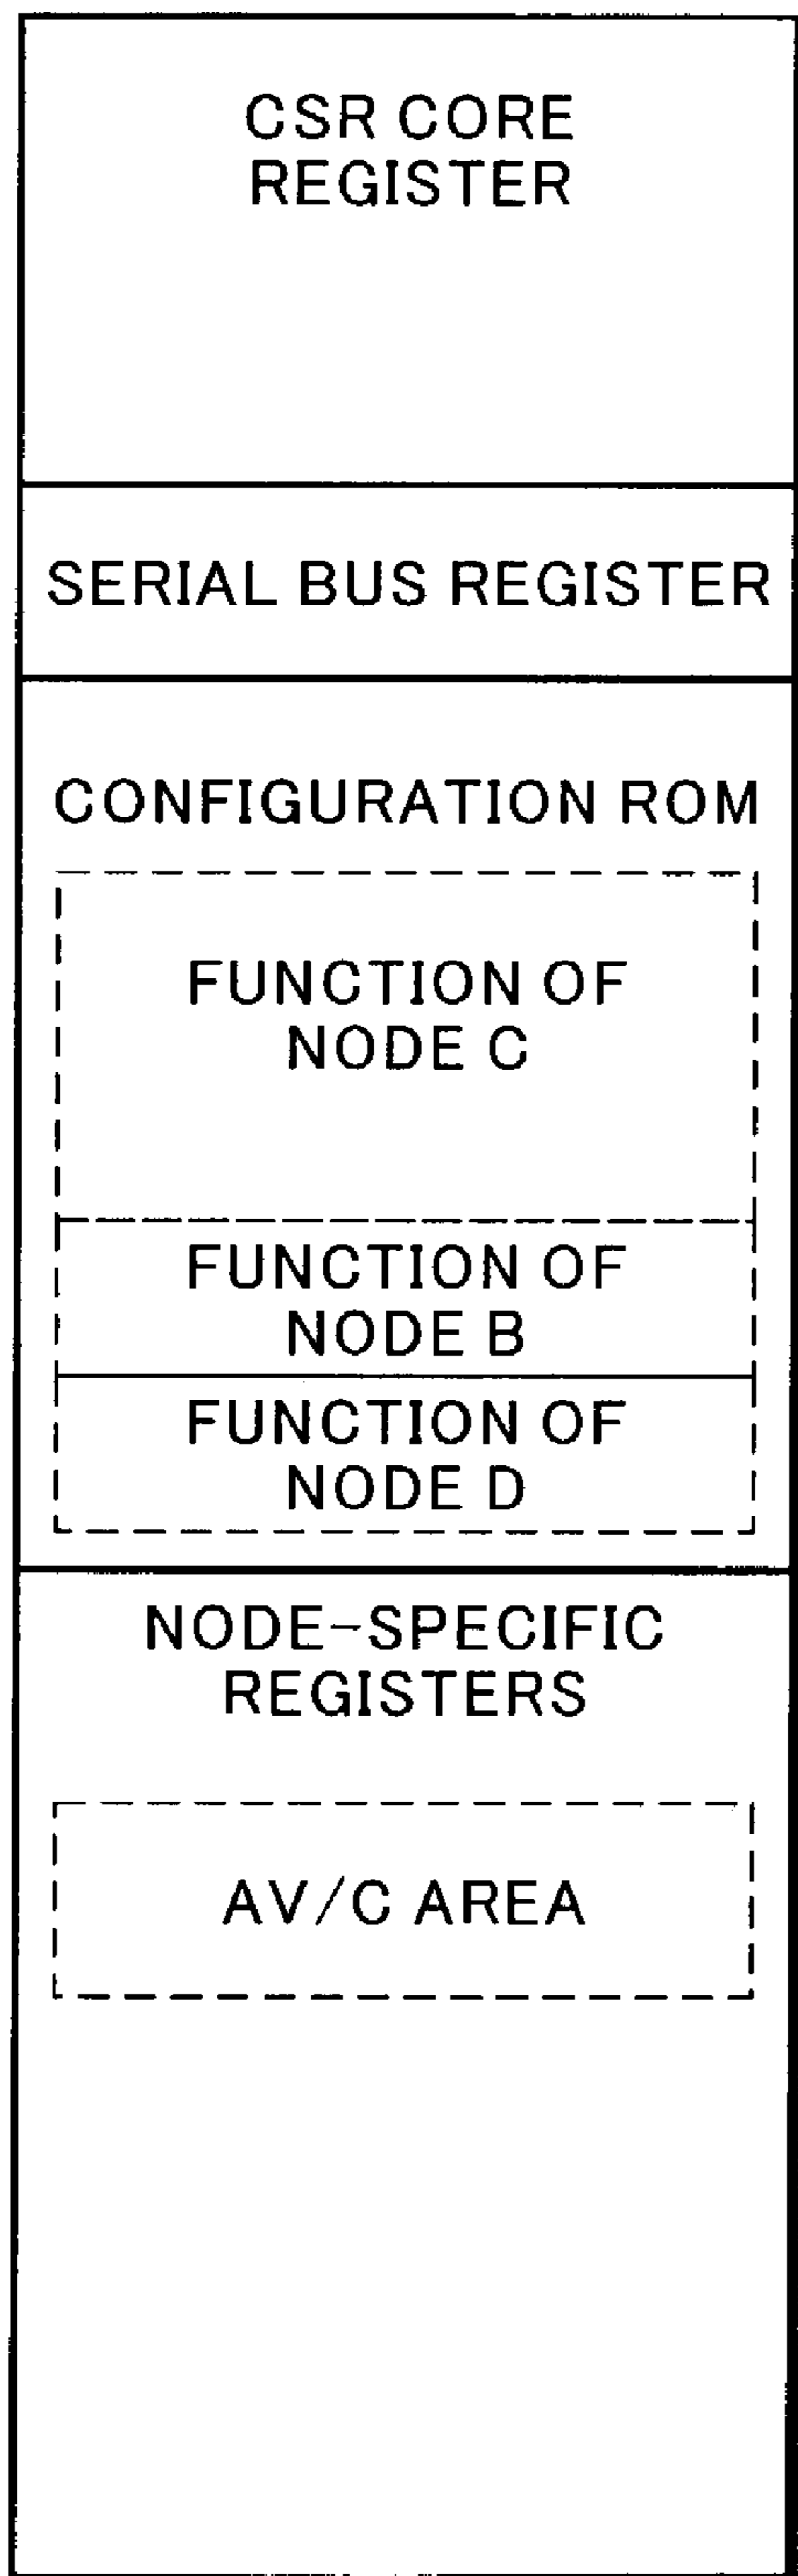 CSR CORE
REGISTER
SERIAL BUS REGISTER
CONFIGURATION ROM
FUNCTION OF
NODE C
FUNCTION OF
NODE B
FUNCTION OF
NODE D
NODE-SPECIFIC
REGISTERS
AV/C AREA